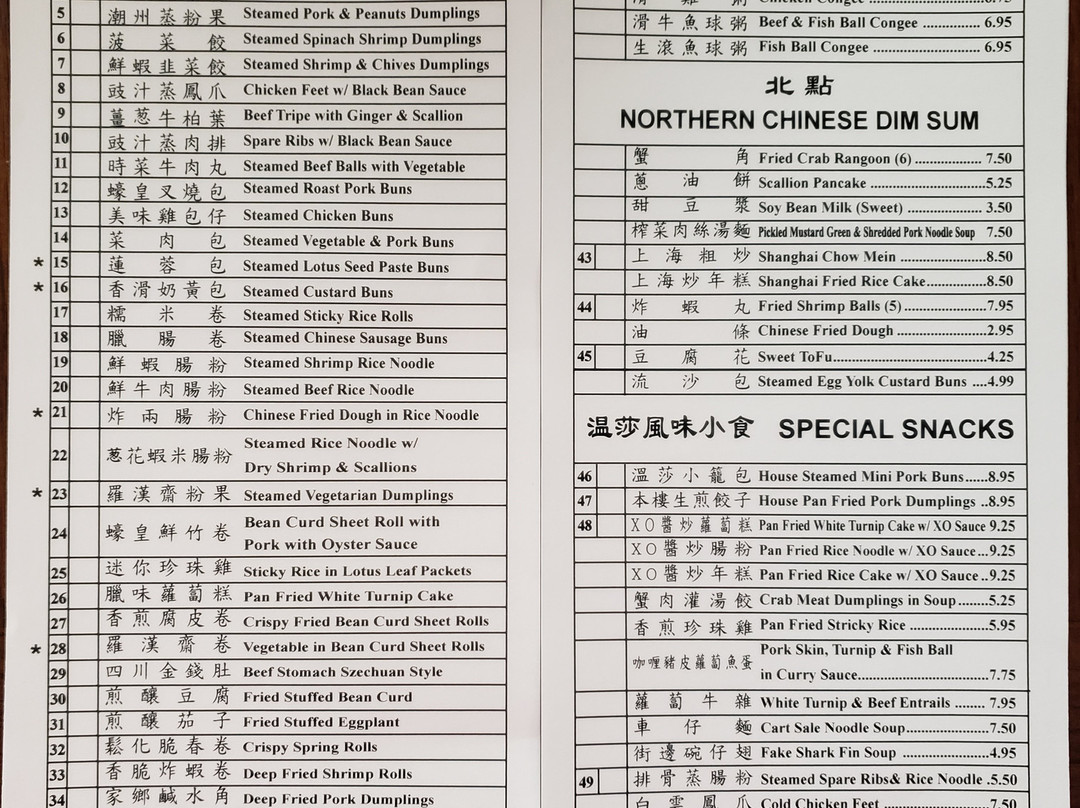 5 潮州蒸粉果 Steamed Pork & Peanuts Dumplings
6 菠菜餃 Steamed Spinach Shrimp Dumplings
7 鮮蝦韭菜餃 Steamed Shrimp & Chives Dumplings
8 豉汁蒸鳳爪 Chicken Feet w/ Black Bean Sauce
9 薑葱牛柏葉 Beef Tripe with Ginger & Scallion
10 豉汁蒸肉排 Spare Ribs w/ Black Bean Sauce
11 時菜牛肉丸 Steamed Beef Balls with Vegetable
12 蠔皇叉燒包 Steamed Roast Pork Buns
13 美味雞包仔 Steamed Chicken Buns
14 菜肉包 Steamed Vegetable & Pork Buns
* 15 蓮蓉包 Steamed Lotus Seed Paste Buns
* 16 香滑奶黃包 Steamed Custard Buns
17 糯米卷 Steamed Sticky Rice Rolls
18 臘腸卷 Steamed Chinese Sausage Buns
19 鮮蝦腸粉 Steamed Shrimp Rice Noodle
20 鮮牛肉腸粉 Steamed Beef Rice Noodle
* 21 炸兩腸粉 Chinese Fried Dough in Rice Noodle
22 葱花蝦米腸粉 Steamed Rice Noodle w/
Dry Shrimp & Scallions
* 23 羅漢齋粉果 Steamed Vegetarian Dumplings
24 蠔皇鮮竹卷 Bean Curd Sheet Roll with
Pork with Oyster Sauce
25 迷你珍珠雞 Sticky Rice in Lotus Leaf Packets
26 臘味蘿蔔糕 Pan Fried White Turnip Cake
27 香煎腐皮卷 Crispy Fried Bean Curd Sheet Rolls
* 28 羅漢齋卷 Vegetable in Bean Curd Sheet Rolls
29 四川金錢肚 Beef Stomach Szechuan Style
30 煎釀豆腐 Fried Stuffed Bean Curd
31 煎釀茄子 Fried Stuffed Eggplant
32 鬆化脆春卷 Crispy Spring Rolls
33 香脆炸蝦卷 Deep Fried Shrimp Rolls
34 家鄉鹹水角 Deep Fried Pork Dumplings
滑牛魚球粥 Beef & Fish Ball Congee ........... 6.95
生滾魚球粥 Fish Ball Congee ..................... 6.95
北點
NORTHERN CHINESE DIM SUM
蟹角 Fried Crab Rangoon (6) ................. 7.50
蔥油餅 Scallion Pancake ............................5.25
甜豆漿 Soy Bean Milk (Sweet) ................... 3.50
榨菜肉絲湯麵 Pickled Mustard Green & Shredded Pork Noodle Soup 7.50
43 上海粗炒 Shanghai Chow Mein .....................8.50
上海炒年糕 Shanghai Fried Rice Cake...............8.50
44 炸蝦丸 Fried Shrimp Balls (5) .....................7.95
油條 Chinese Fried Dough .......................2.95
45 豆腐花 Sweet ToFu......................................4.25
流沙包 Steamed Egg Yolk Custard Buns ....4.99
温莎風味小食 SPECIAL SNACKS
46 溫莎小籠包 House Steamed Mini Pork Buns......8.95
47 本樓生煎餃子 House Pan Fried Pork Dumplings ..8.95
48 XO醬炒蘿蔔糕 Pan Fried White Turnip Cake w/ XO Sauce 9.25
XO醬炒腸粉 Pan Fried Rice Noodle w/ XO Sauce...9.25
XO醬炒年糕 Pan Fried Rice Cake w/ XO Sauce..9.25
蟹肉灌湯餃 Crab Meat Dumplings in Soup........5.25
香煎珍珠雞 Pan Fried Stricky Rice ....................5.95
咖喱豬皮蘿蔔魚蛋 Pork Skin, Turnip & Fish Ball
in Curry Sauce.................................7.75
蘿蔔牛雜 White Turnip & Beef Entrails ........ 7.95
車仔麵 Cart Sale Noodle Soup.....................7.50
街邊碗仔翅 Fake Shark Fin Soup .......................4.95
49 排骨蒸腸粉 Steamed Spare Ribs& Rice Noodle .5.50
白雲鳳爪 Cold Chicken Feet ...........................7.50